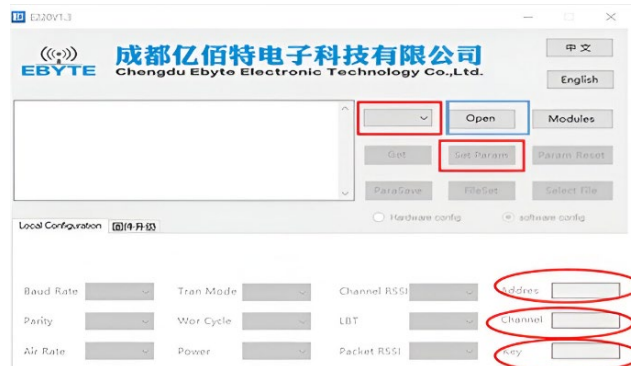 E220V1.3
((●))
EBYTE
成都亿佰特电子科技有限公司
Chengdu Ebyte Electronic Technology Co.,Ltd.
中 文
English
Open
Modules
Get
Set Param
Param Reset
ParaSave
FileSet
Select File
Hardware config
software config
Local Configuration
固件升级
Baud Rate
Tran Mode
Channel RSSI
Addres
Parity
Wor Cycle
LBT
Channel
Air Rate
Power
Packet RSSI
Key